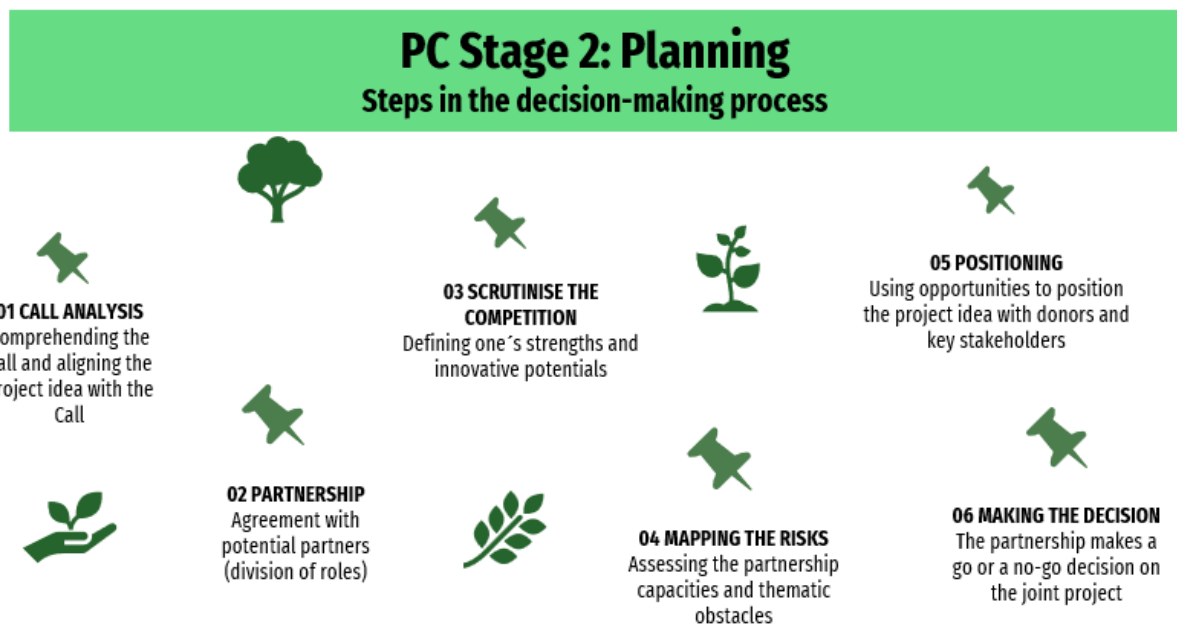 PC Stage 2: Planning
Steps in the decision-making process
01 CALL ANALYSIS
omprehending the
all and aligning the
roject idea with the
Call
02 PARTNERSHIP
Agreement with
potential partners
(division of roles)
03 SCRUTINISE THE
COMPETITION
Defining one´s strengths and
innovative potentials
04 MAPPING THE RISKS
Assessing the partnership
capacities and thematic
obstacles
05 POSITIONING
Using opportunities to position
the project idea with donors and
key stakeholders
06 MAKING THE DECISION
The partnership makes a
go or a no-go decision on
the joint project